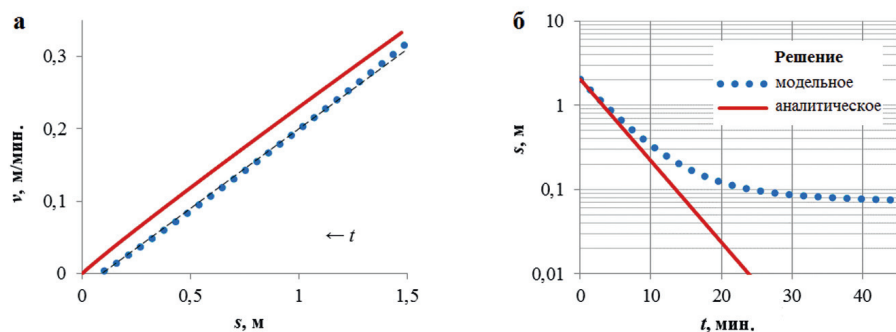 а
v, м/мин.
0,3
0,2
0,1
0
0
0,5
1
1,5
s, м
← t
б
s, м
10
1
0,1
0,01
0
10
20
30
40
t, мин.
Решение
модельное
аналитическое